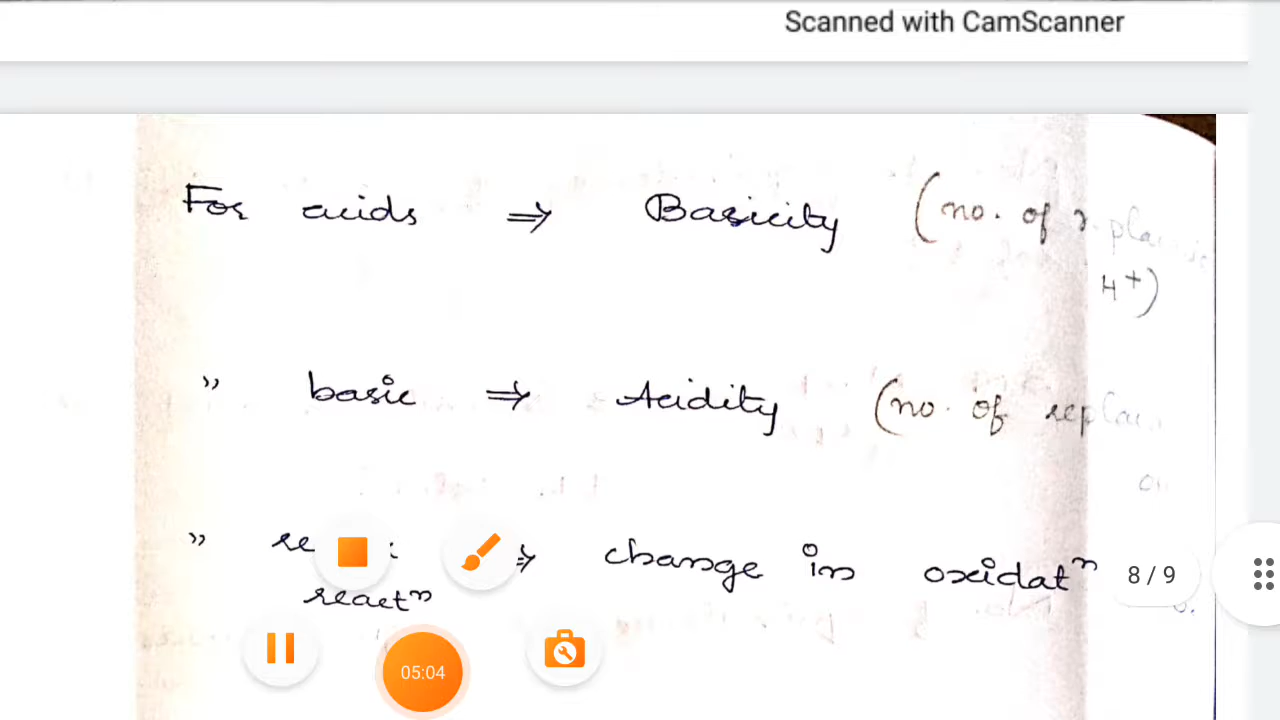 Scanned with CamScanner
For acids ⇒ Basicity (no. of
H+)
" basic ⇒ Acidity (no. of
" ⇒ change in oxidatⁿ
8 / 9
reactⁿ
05:04